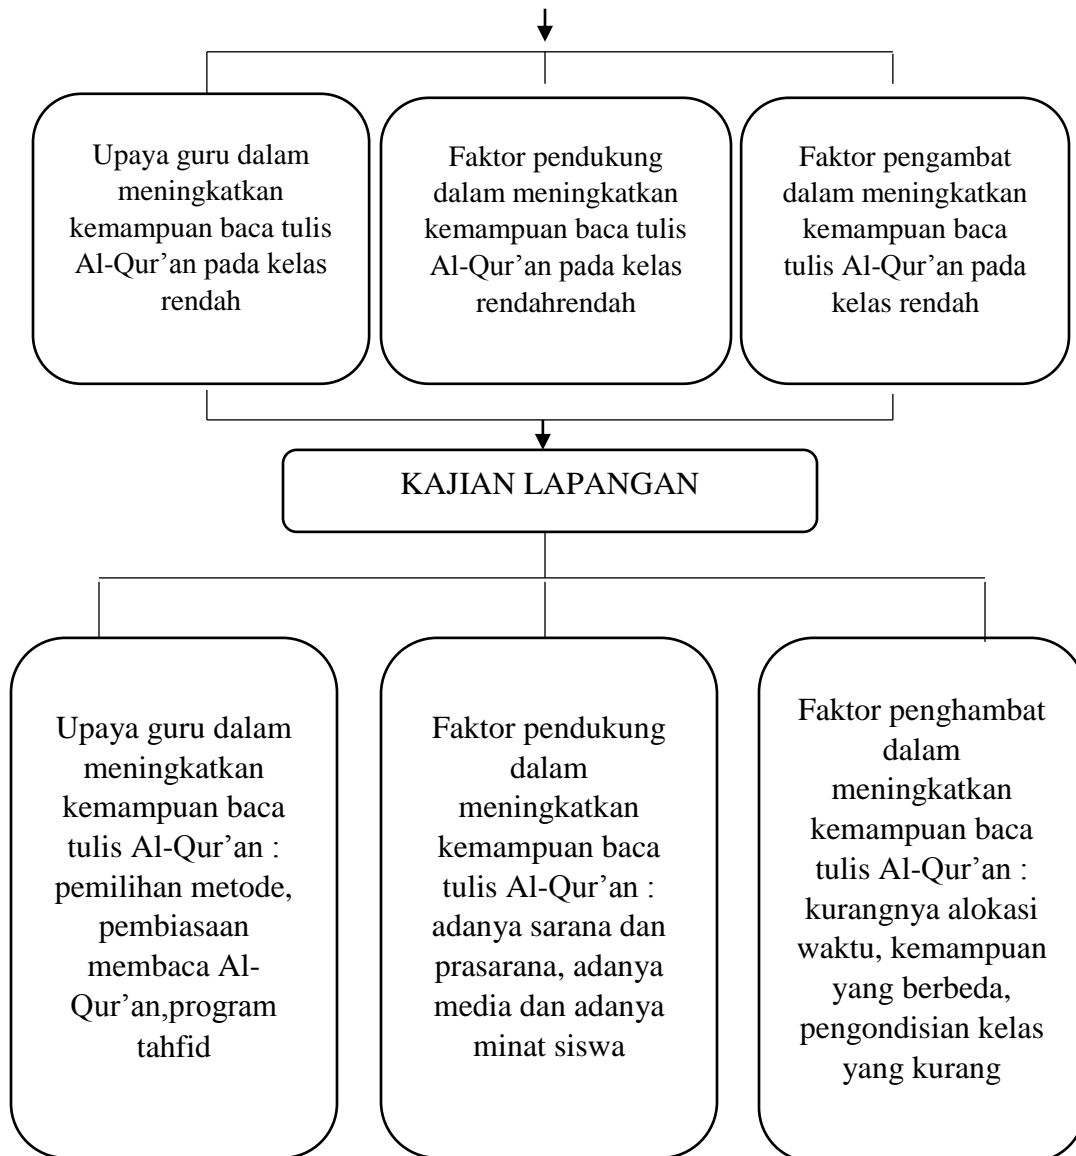 Upaya guru dalam
meningkatkan
kemampuan baca tulis
Al-Qur’an pada kelas
rendah
Faktor pendukung
dalam meningkatkan
kemampuan baca tulis
Al-Qur’an pada kelas
rendahrendah
Faktor pengambat
dalam meningkatkan
kemampuan baca
tulis Al-Qur’an pada
kelas rendah
KAJIAN LAPANGAN
Upaya guru dalam
meningkatkan
kemampuan baca
tulis Al-Qur’an :
pemilihan metode,
pembiasaan
membaca Al-
Qur’an,program
tahfid
Faktor pendukung
dalam
meningkatkan
kemampuan baca
tulis Al-Qur’an :
adanya sarana dan
prasarana, adanya
media dan adanya
minat siswa
Faktor penghambat
dalam
meningkatkan
kemampuan baca
tulis Al-Qur’an :
kurangnya alokasi
waktu, kemampuan
yang berbeda,
pengondisian kelas
yang kurang